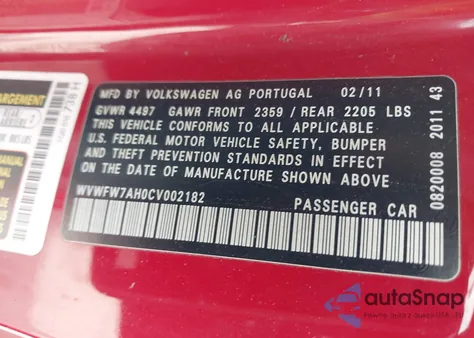 MFD BY VOLKSWAGEN AG PORTUGAL 02/11
GVWR 4497 GAWR FRONT 2359 / REAR 2205 LBS
THIS VEHICLE CONFORMS TO ALL APPLICABLE
U.S. FEDERAL MOTOR VEHICLE SAFETY, BUMPER
AND THEFT PREVENTION STANDARDS IN EFFECT
ON THE DATE OF MANUFACTURE SHOWN ABOVE
WVWFW7AH0CV002182
PASSENGER CAR
0820008 2011 43
738 H
autoSnap